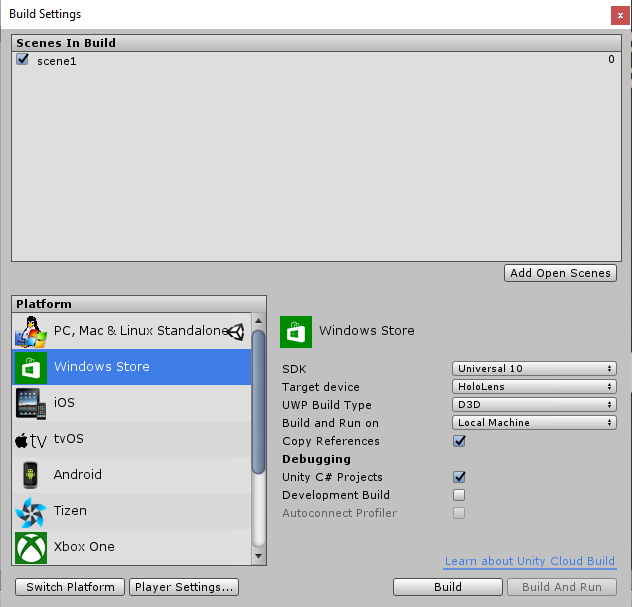 Build Settings
x
Scenes In Build
scene1 0
Add Open Scenes
Platform
PC, Mac & Linux Standalone
Windows Store
iOS
tv tvOS
Android
Tizen
Xbox One
Windows Store
SDK Universal 10
Target device HoloLens
UWP Build Type D3D
Build and Run on Local Machine
Copy References
Debugging
Unity C# Projects
Development Build
Autoconnect Profiler
Learn about Unity Cloud Build
Switch Platform Player Settings... Build Build And Run